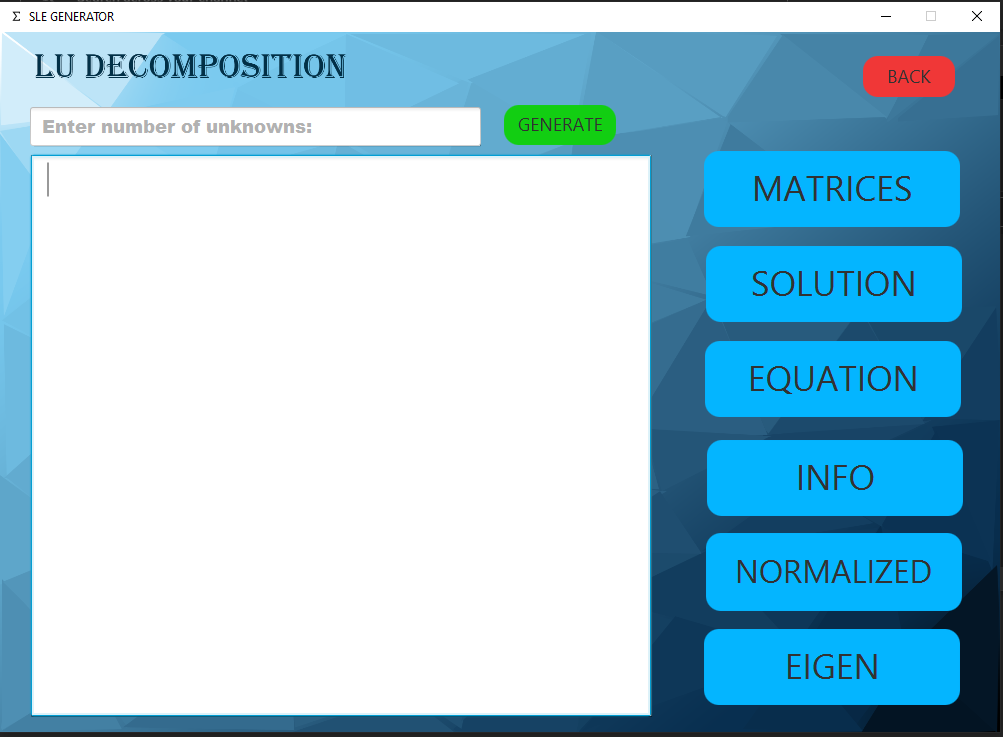 Σ SLE GENERATOR
LU DECOMPOSITION
BACK
Enter number of unknowns:
GENERATE
MATRICES
SOLUTION
EQUATION
INFO
NORMALIZED
EIGEN